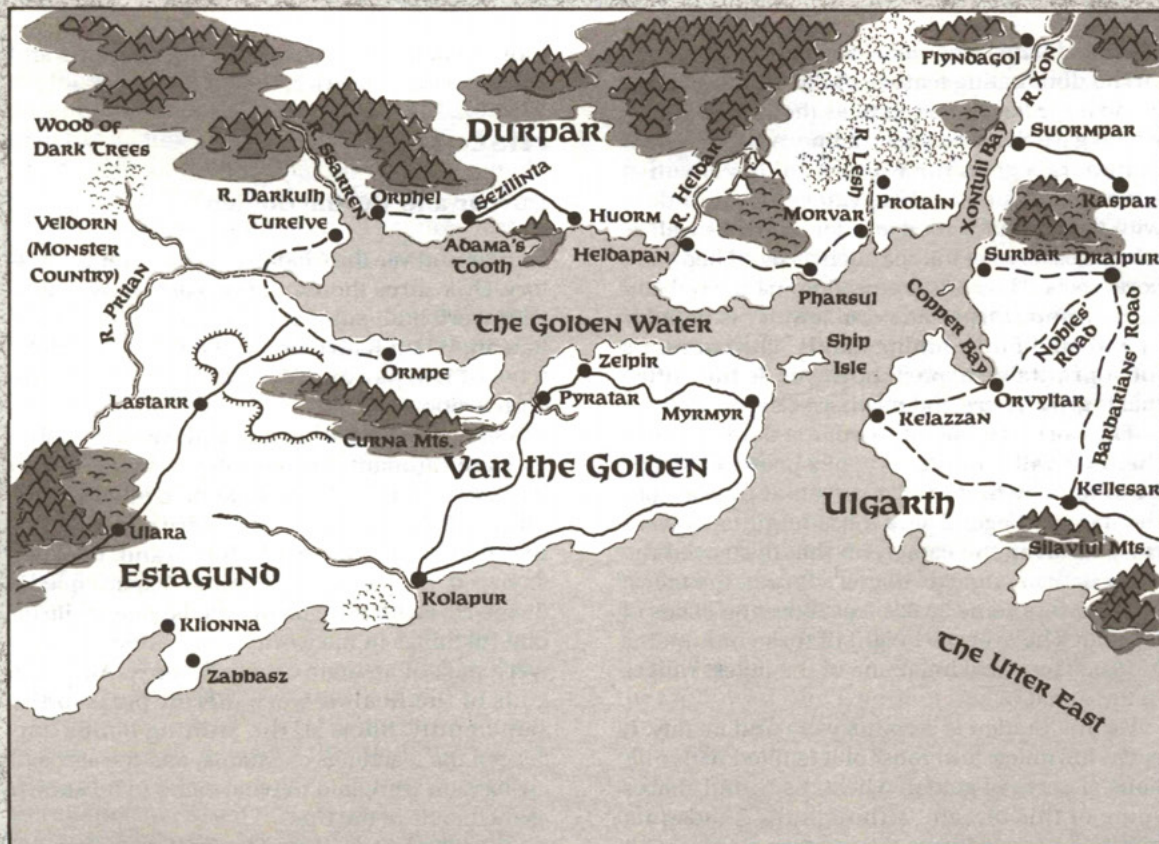 Flyndagol
R. Xon
Wood of
Dark Trees
Durpar
R. Ssarren
R. Lesh
Suormpar
Xontuil Bay
R. Darkulh
Orphel
Sezilinta
R. Heldar
Protain
Kaspar
Turelve
Huorm
Morvar
Veldorn
(Monster
Country)
Adama's
Tooth
Heldapan
Surbar
Draipur
R. Prhtan
Pharsul
Copper Bay
Nobles'
Road
Barbarians' Road
The Golden Water
Zelpir
Ship
Isle
Ormpe
Lastarr
Pyratar
Myrmyr
Kelazzan
Orvyltar
Curna Mts.
Var the Golden
Ulgarth
Kellesar
Ulara
Silaviul Mts.
Estagund
Kolapur
Klionna
Zabbasz
The Utter East